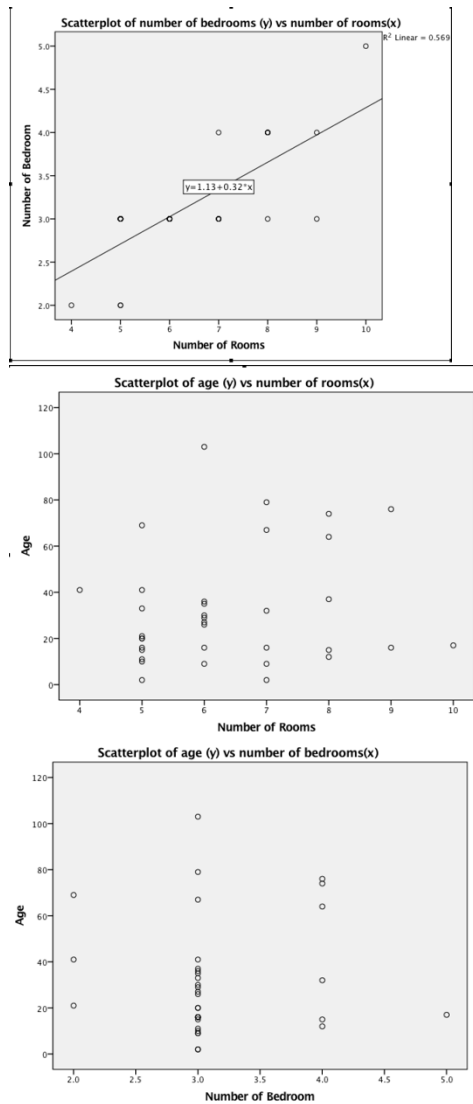 Scatterplot of number of bedrooms (y) vs number of rooms(x)
R² Linear = 0.569
5.0
4.5
4.0
3.5
3.0
2.5
2.0
Number of Bedroom
y=1.13+0.32*x
4 5 6 7 8 9 10
Number of Rooms
Scatterplot of age (y) vs number of rooms(x)
120
100
80
60
40
20
0
Age
4 5 6 7 8 9 10
Number of Rooms
Scatterplot of age (y) vs number of bedrooms(x)
120
100
80
60
40
20
0
Age
2.0 2.5 3.0 3.5 4.0 4.5 5.0
Number of Bedroom